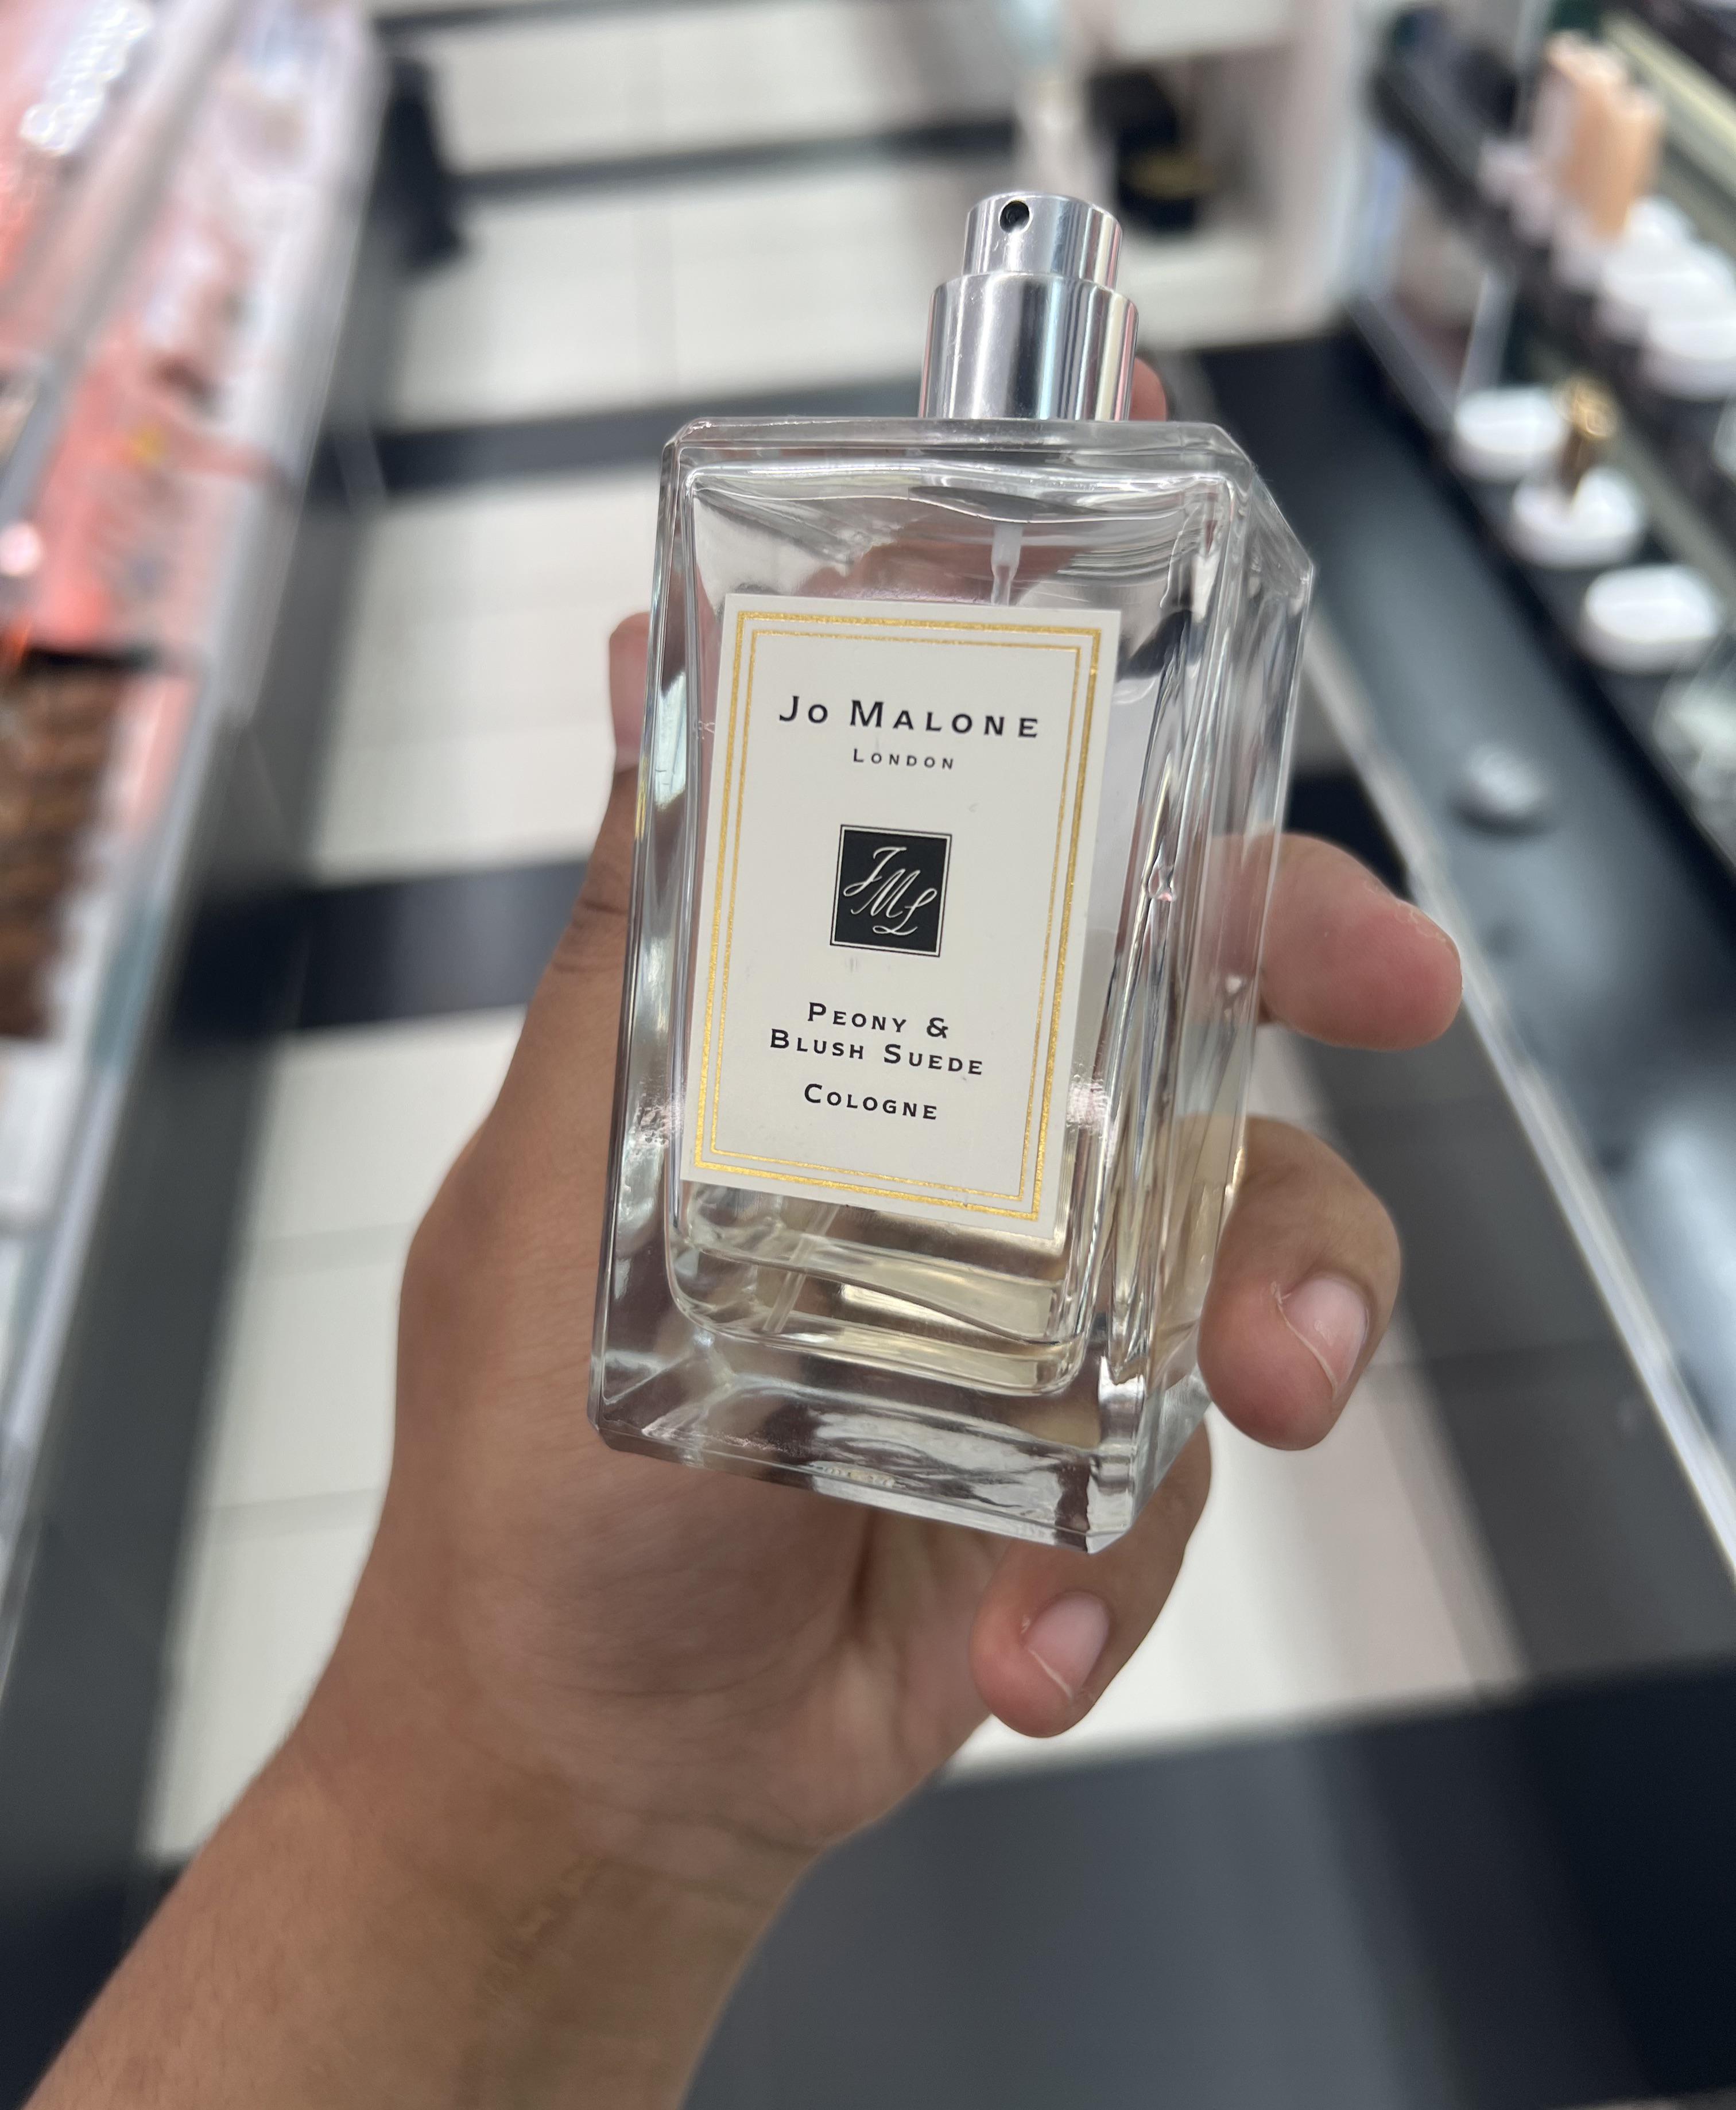 Jo Malone
London
JML
Peony &
Blush Suede
Cologne